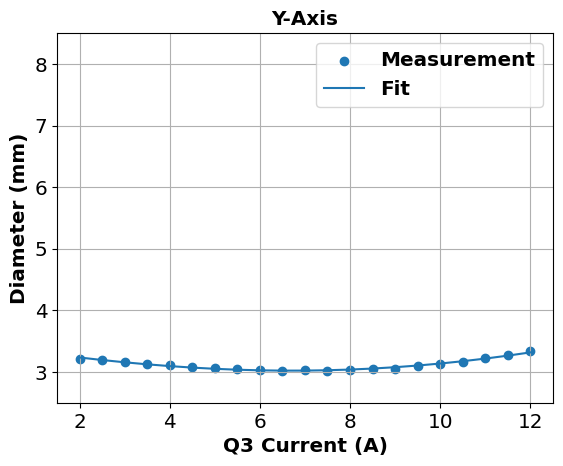 Y-Axis
Measurement
Fit
Diameter (mm)
8
7
6
5
4
3
2 4 6 8 10 12
Q3 Current (A)